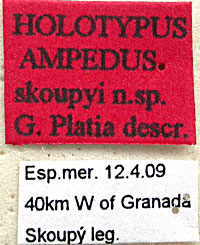 HOLOTYPUS
AMPEDUS.
skoupyi n.sp.
G. Platia descr.
Esp.mer. 12.4.09
40km W of Granada
Skoupý leg.